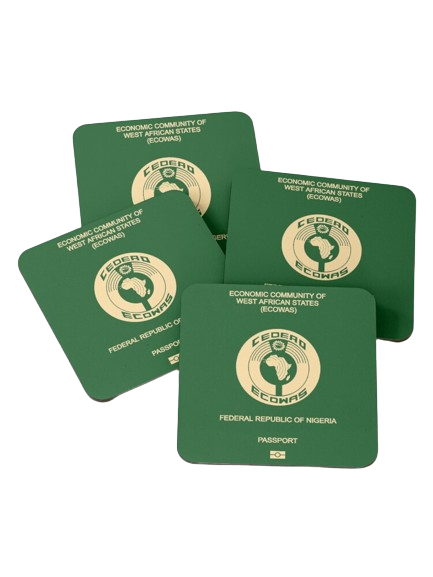 ECONOMIC COMMUNITY OF
WEST AFRICAN STATES
(ECOWAS)
CEDEAO
ECONOMIC COMMUNITY OF
WEST AFRICAN STATES
(ECOWAS)
CEDEAO
ECOWAS
ECONOMIC COMMUNITY OF
WEST AFRICAN STATES
(ECOWAS)
CEDEAO
ECOWAS
FEDERAL REPUBLIC OF
PASSPORT
ECONOMIC COMMUNITY OF
WEST AFRICAN STATES
(ECOWAS)
CEDEAO
ECOWAS
FEDERAL REPUBLIC OF NIGERIA
PASSPORT